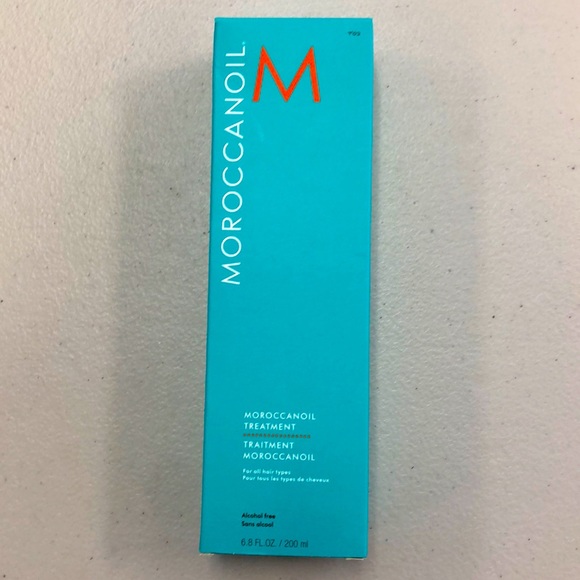 MOROCCANOIL®
M
MOROCCANOIL
TREATMENT
TRAITMENT
MOROCCANOIL
For all hair types
Pour tous les types de cheveux
Alcohol free
Sans alcool
6.8 FL.OZ. / 200 ml